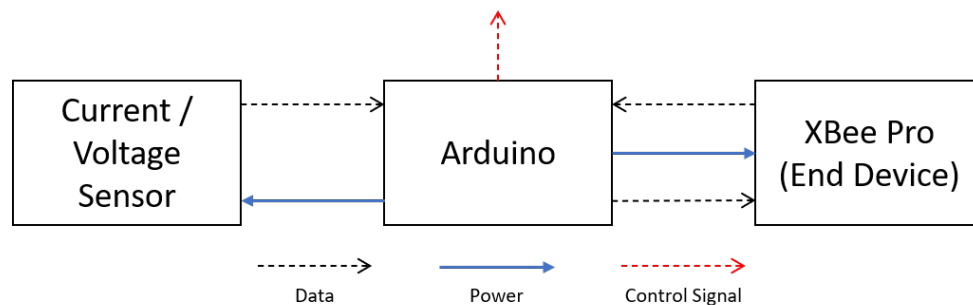 Current /
Voltage
Sensor
Arduino
XBee Pro
(End Device)
Data
Power
Control Signal